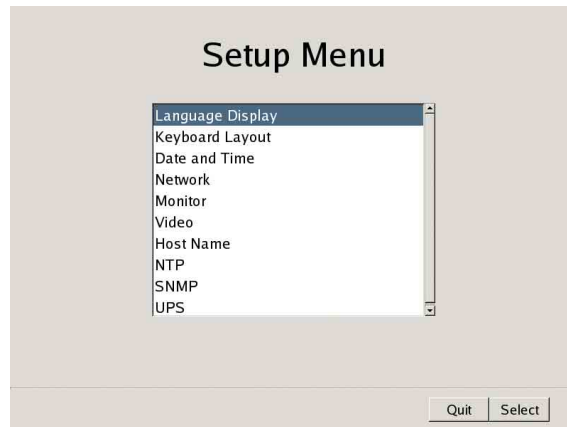 Setup Menu
Language Display
Keyboard Layout
Date and Time
Network
Monitor
Video
Host Name
NTP
SNMP
UPS
Quit Select